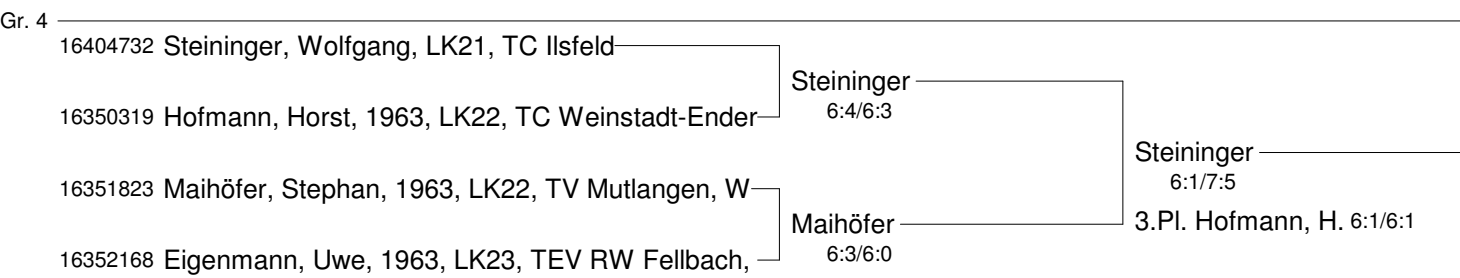 Gr. 4
16404732 Steininger, Wolfgang, LK21, TC Ilsfeld
Steininger
6:4/6:3
16350319 Hofmann, Horst, 1963, LK22, TC Weinstadt-Ender
Steininger
6:1/7:5
16351823 Maihöfer, Stephan, 1963, LK22, TV Mutlangen, W
Maihöfer
6:3/6:0
3.Pl. Hofmann, H. 6:1/6:1
16352168 Eigenmann, Uwe, 1963, LK23, TEV RW Fellbach,